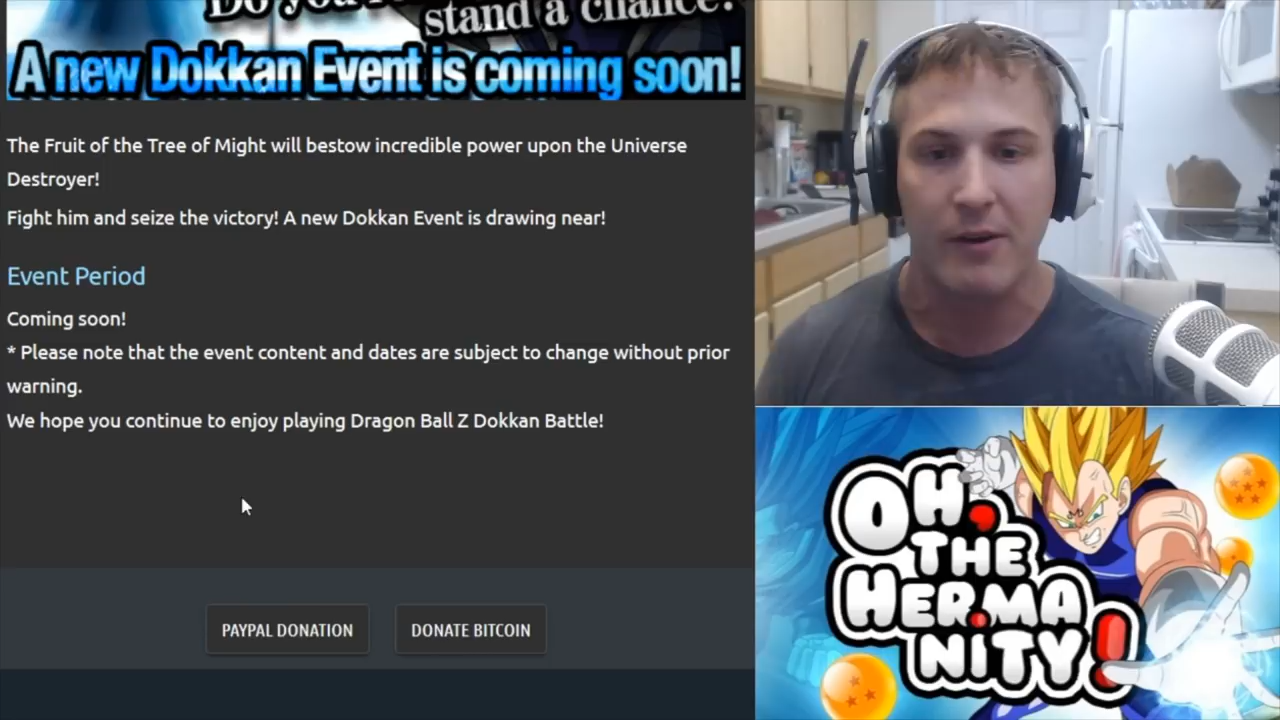 Do you
stand a chance?
A new Dokkan Event is coming soon!
The Fruit of the Tree of Might will bestow incredible power upon the Universe
Destroyer!
Fight him and seize the victory! A new Dokkan Event is drawing near!
Event Period
Coming soon!
* Please note that the event content and dates are subject to change without prior
warning.
We hope you continue to enjoy playing Dragon Ball Z Dokkan Battle!
PAYPAL DONATION
DONATE BITCOIN
OH,
THE
HERMA
NITY!